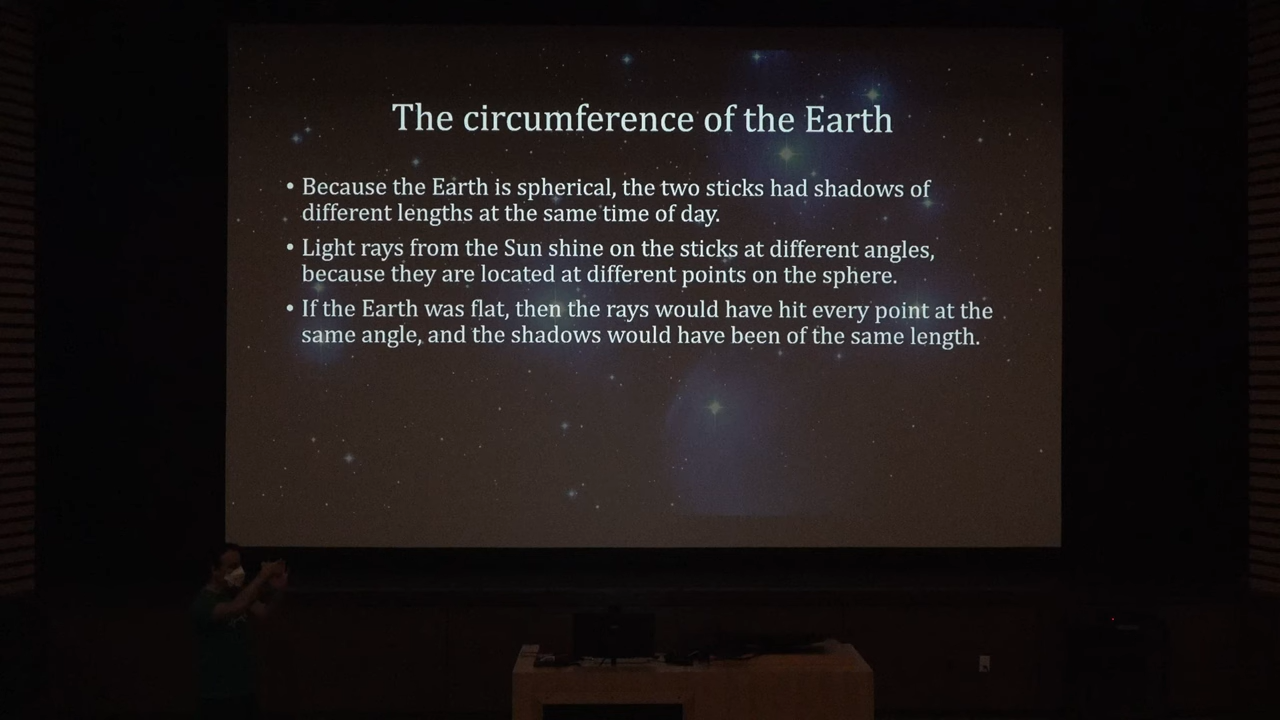 The circumference of the Earth
• Because the Earth is spherical, the two sticks had shadows of
different lengths at the same time of day.
• Light rays from the Sun shine on the sticks at different angles,
because they are located at different points on the sphere.
• If the Earth was flat, then the rays would have hit every point at the
same angle, and the shadows would have been of the same length.